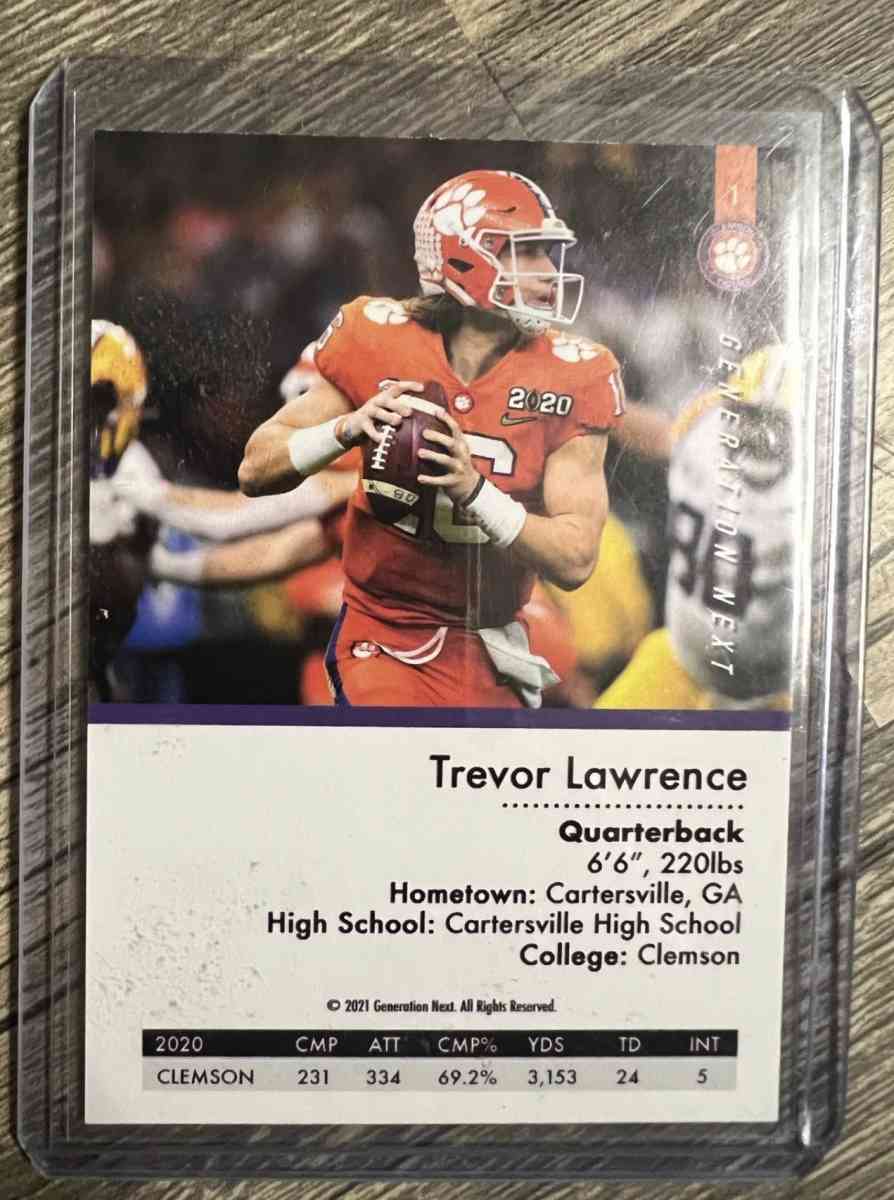 1
GENERATION NEXT
2020
16
Trevor Lawrence
Quarterback
6'6", 220lbs
Hometown: Cartersville, GA
High School: Cartersville High School
College: Clemson
© 2021 Generation Next. All Rights Reserved.
2020 CMP ATT CMP% YDS TD INT
CLEMSON 231 334 69.2% 3,153 24 5